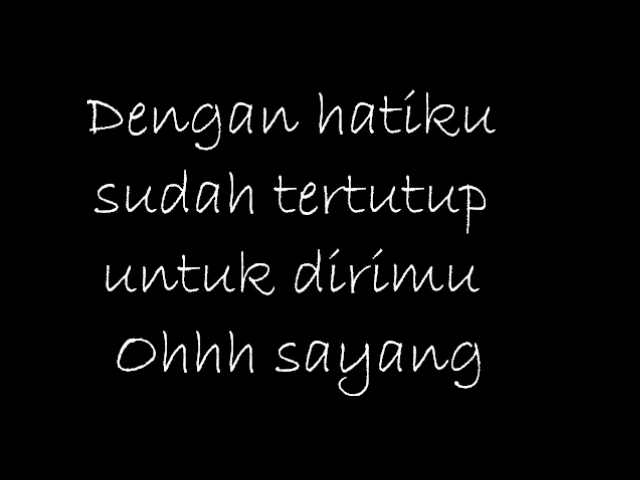 Dengan hatiku
sudah tertutup
untuk dirimu
Ohhh sayang